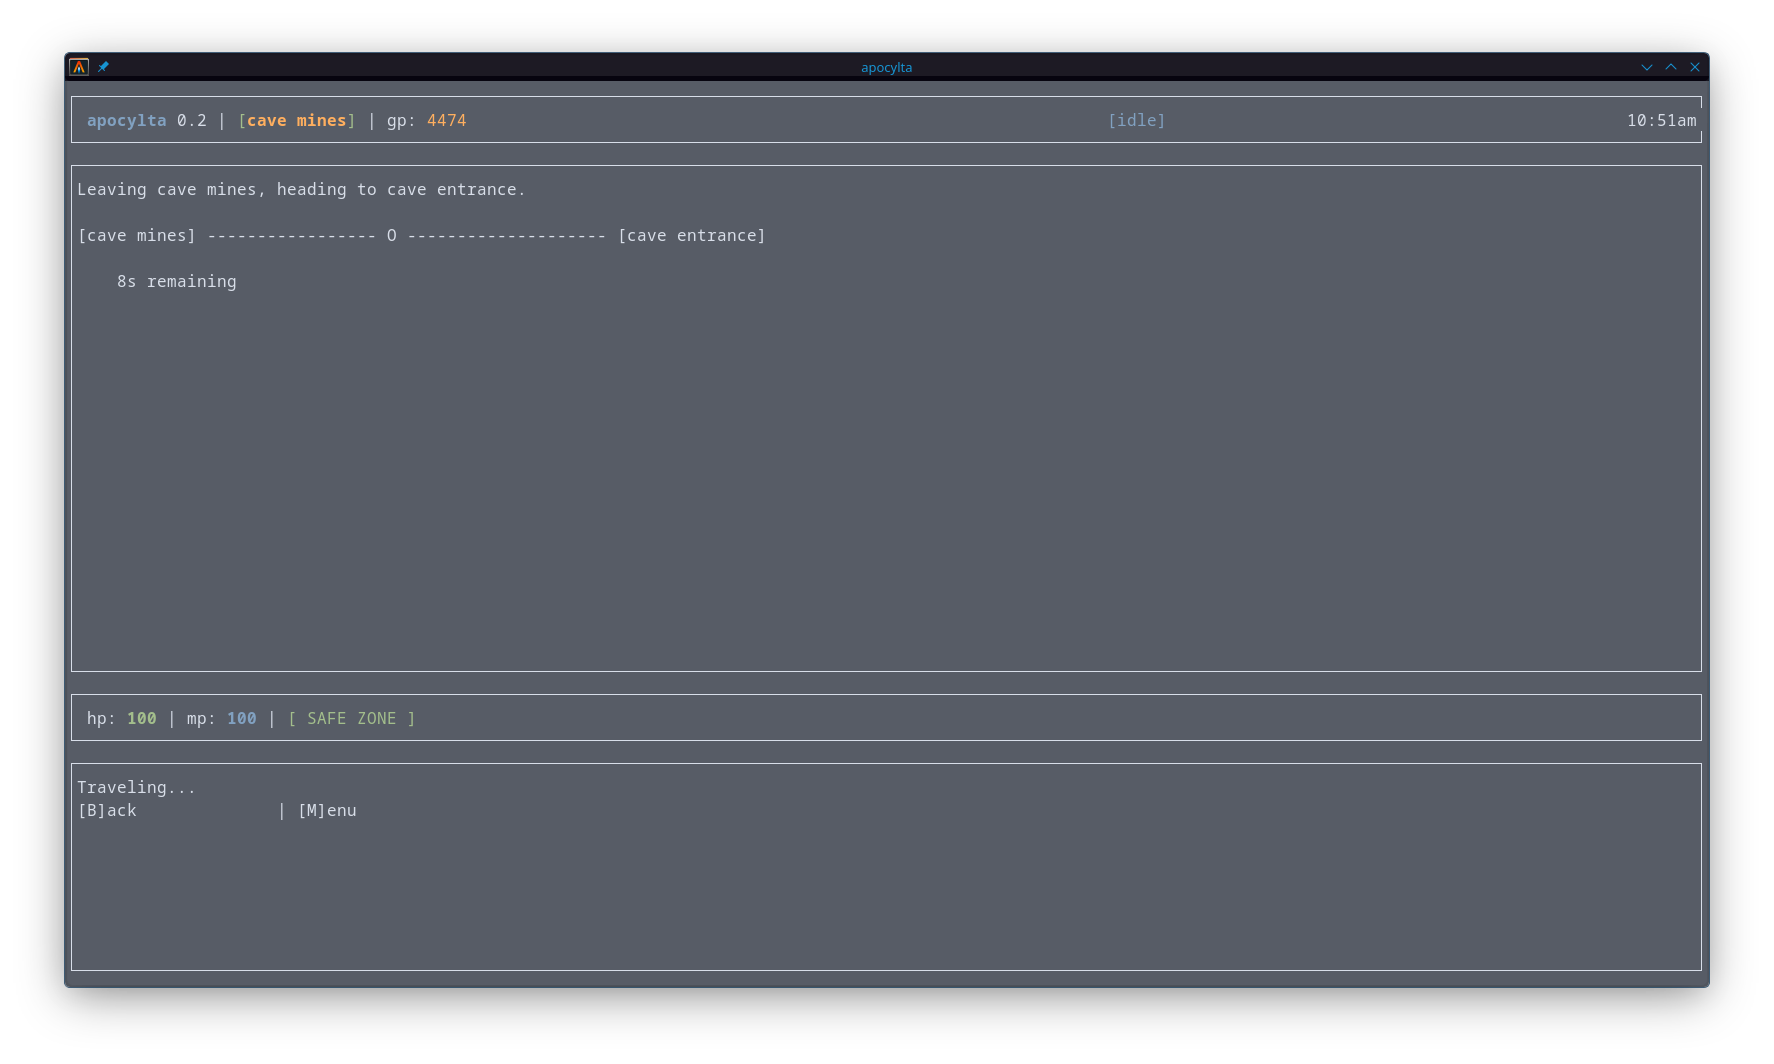 apocylta
apocylta 0.2 | [cave mines] | gp: 4474 [idle] 10:51am
Leaving cave mines, heading to cave entrance.
[cave mines] ----------------- O -------------------- [cave entrance]
8s remaining
hp: 100 | mp: 100 | [ SAFE ZONE ]
Traveling...
[B]ack | [M]enu